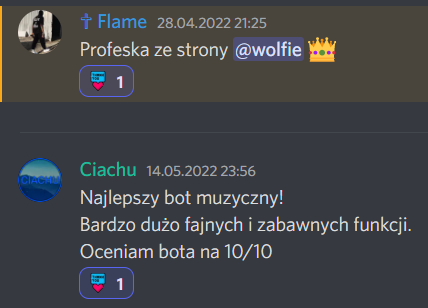 † Flame 28.04.2022 21:25
Profeska ze strony @wolfie 👑
1
Ciachu 14.05.2022 23:56
CIACHU
Najlepszy bot muzyczny!
Bardzo dużo fajnych i zabawnych funkcji.
Oceniam bota na 10/10
1